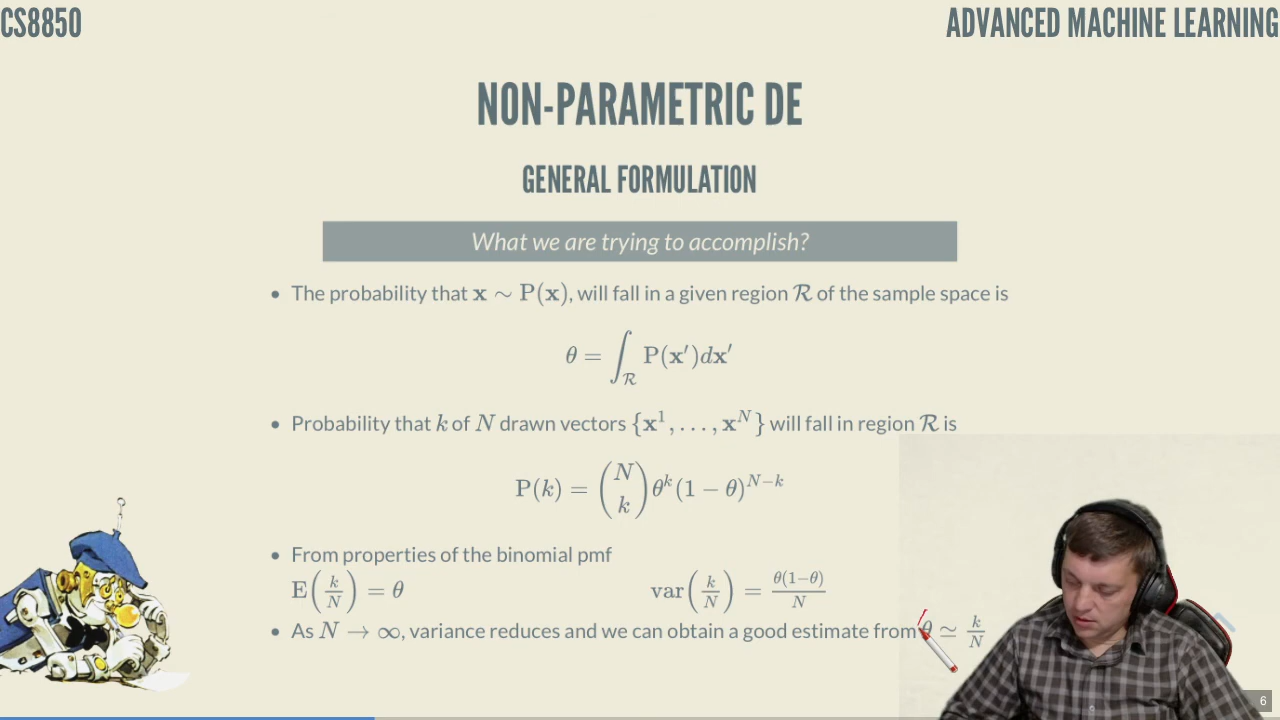 CS8850
ADVANCED MACHINE LEARNING
NON-PARAMETRIC DE
GENERAL FORMULATION
What we are trying to accomplish?
• The probability that x ∼ P(x), will fall in a given region ℛ of the sample space is
θ = ∫_ℛ P(x′)dx′
• Probability that k of N drawn vectors {x¹, . . . , xᴺ} will fall in region ℛ is
P(k) = (N k) θᵏ(1 − θ)ᴺ⁻ᵏ
• From properties of the binomial pmf
E(k/N) = θ var(k/N) = θ(1−θ)/N
• As N → ∞, variance reduces and we can obtain a good estimate from θ ≃ k/N
6